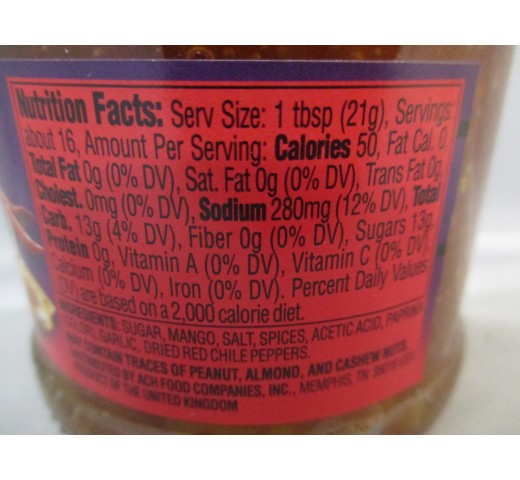 Nutrition Facts: Serv Size: 1 tbsp (21g), Servings:
about 16, Amount Per Serving: Calories 50, Fat Cal. 0,
Total Fat 0g (0% DV), Sat. Fat 0g (0% DV), Trans Fat 0g,
Cholest. 0mg (0% DV), Sodium 280mg (12% DV), Total
Carb. 13g (4% DV), Fiber 0g (0% DV), Sugars 13g,
Protein 0g, Vitamin A (0% DV), Vitamin C (0% DV),
Calcium (0% DV), Iron (0% DV). Percent Daily Values
(DV) are based on a 2,000 calorie diet.
INGREDIENTS: SUGAR, MANGO, SALT, SPICES, ACETIC ACID, PAPRIKA
GARLIC, DRIED RED CHILE PEPPERS.
MAY CONTAIN TRACES OF PEANUT, ALMOND, AND CASHEW NUTS.
DISTRIBUTED BY ACH FOOD COMPANIES, INC., MEMPHIS, TN
PRODUCT OF THE UNITED KINGDOM